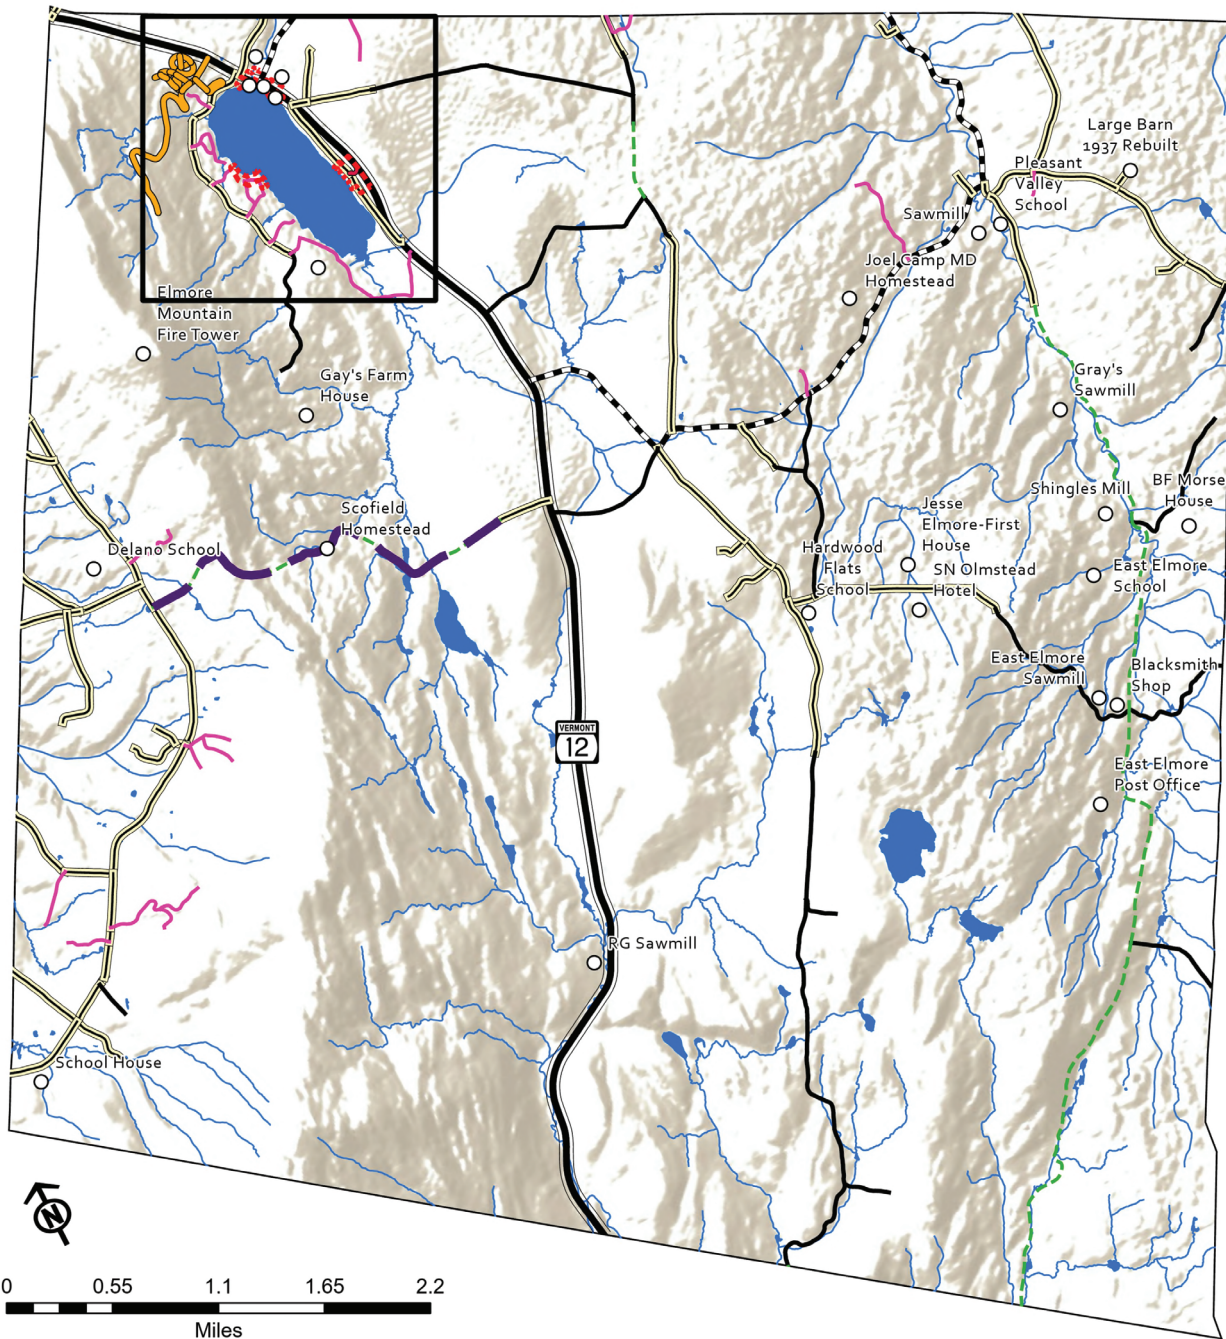 Large Barn
1937 Rebuilt
Pleasant
Valley
School
Sawmill
Joel Camp MD
Homestead
Elmore
Mountain
Fire Tower
Gay's Farm
House
Gray's
Sawmill
Shingles Mill
BF Morse
House
Scofield
Homestead
Jesse
Elmore-First
House
Delano School
Hardwood
Flats
School
SN Olmstead
Hotel
East Elmore
School
East Elmore
Sawmill
Blacksmith
Shop
VERMONT
12
East Elmore
Post Office
RG Sawmill
School House
N
0 0.55 1.1 1.65 2.2
Miles